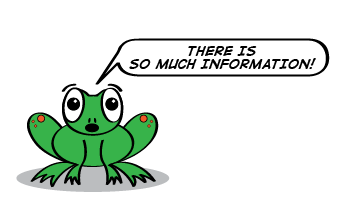 THERE IS
SO MUCH INFORMATION!